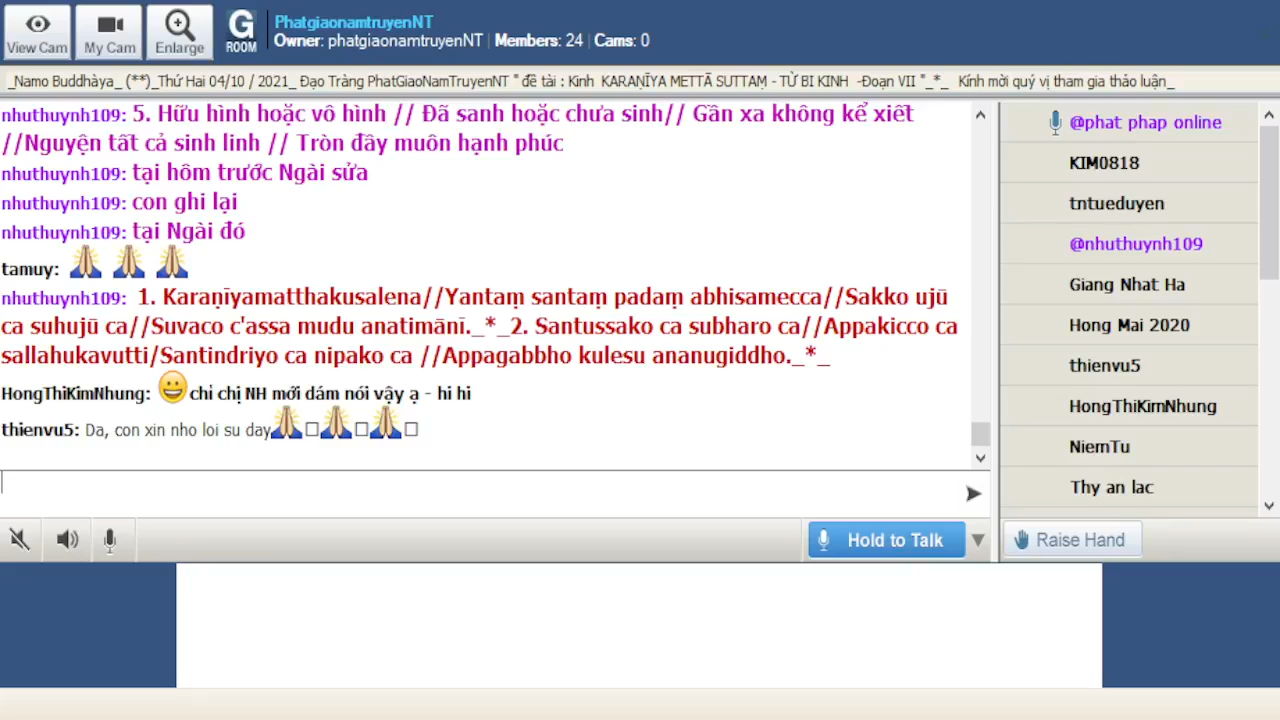 View Cam
My Cam
Enlarge
G
ROOM
PhatgiaonamtruyenNT
Owner: phatgiaonamtruyenNT | Members: 24 | Cams: 0
_Namo Buddhàya_ (**)_Thứ Hai 04/10 / 2021_ Đạo Tràng PhatGiaoNamTruyenNT " đề tài : Kinh KARAṆĪYA METTĀ SUTTAṂ - TỪ BI KINH -Đoạn VII "_*_ Kính mời quý vị tham gia thảo luận_
nhuthuynh109: 5. Hữu hình hoặc vô hình // Đã sanh hoặc chưa sinh// Gần xa không kể xiết
//Nguyện tất cả sinh linh // Tròn đầy muôn hạnh phúc
nhuthuynh109: tại hôm trước Ngài sửa
nhuthuynh109: con ghi lại
nhuthuynh109: tại Ngài đó
tamuy:
nhuthuynh109: 1. Karaṇīyamatthakusalena//Yantaṃ santaṃ padaṃ abhisamecca//Sakko ujū
ca suhujū ca//Suvaco c'assa mudu anatimānī._*_2. Santussako ca subharo ca//Appakicco ca
sallahukavutti/Santindriyo ca nipako ca //Appagabbho kulesu ananugiddho._*_
HongThiKimNhung: chỉ chị NH mới dám nói vậy ạ - hi hi
thienvu5: Da, con xin nho loi su day
@phat phap online
KIM0818
tntueduyen
@nhuthuynh109
Giang Nhat Ha
Hong Mai 2020
thienvu5
HongThiKimNhung
NiemTu
Thy an lac
Hold to Talk
Raise Hand